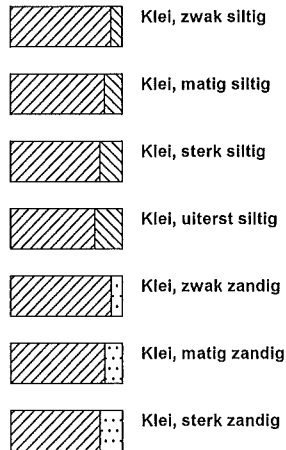 Klei, zwak siltig
Klei, matig siltig
Klei, sterk siltig
Klei, uiterst siltig
Klei, zwak zandig
Klei, matig zandig
Klei, sterk zandig